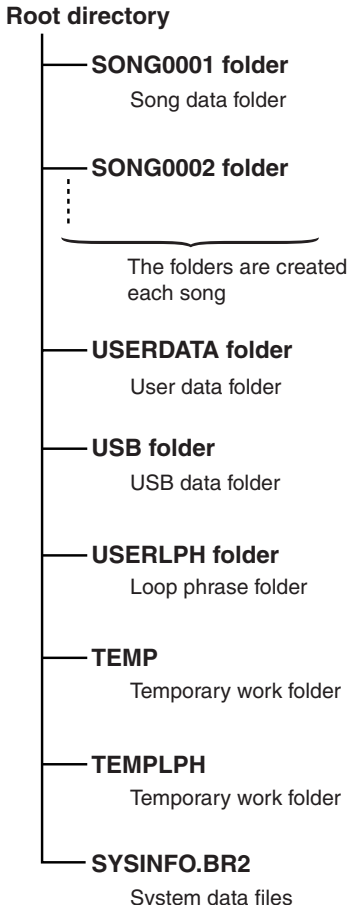 Root directory
SONG0001 folder
Song data folder
SONG0002 folder
The folders are created
each song
USERDATA folder
User data folder
USB folder
USB data folder
USERLPH folder
Loop phrase folder
TEMP
Temporary work folder
TEMPLPH
Temporary work folder
SYSINFO.BR2
System data files